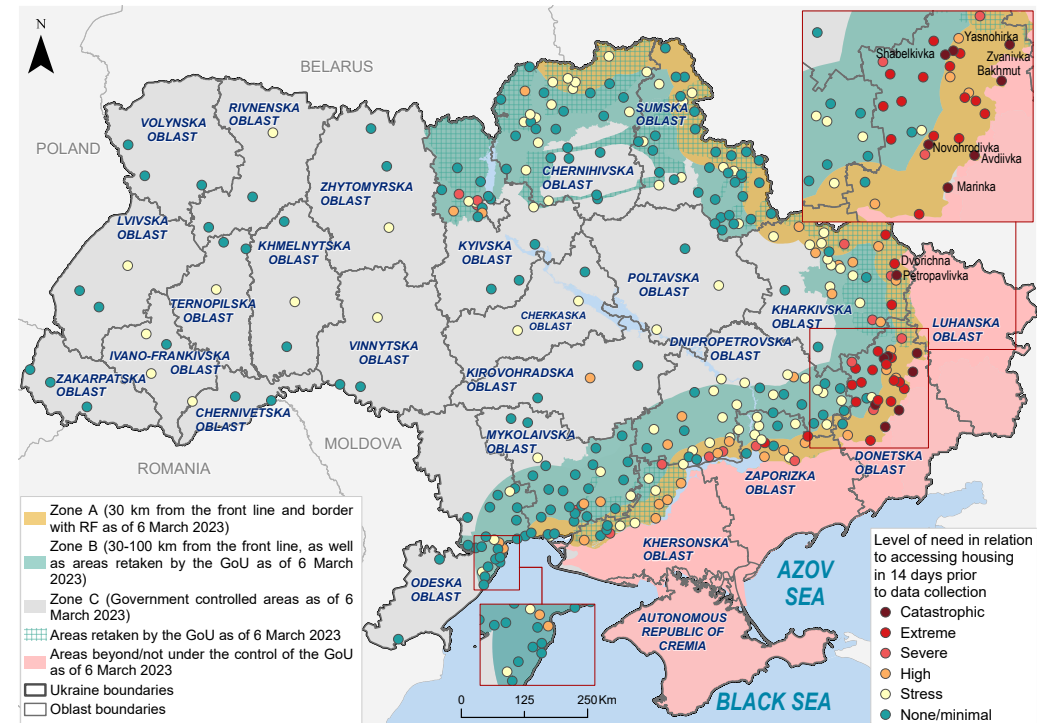 N
BELARUS
POLAND
ROMANIA
MOLDOVA
VOLYNSKA
OBLAST
RIVNENSKA
OBLAST
ZHYTOMYRSKA
OBLAST
CHERNIHIVSKA
OBLAST
SUMSKA
OBLAST
LVIVSKA
OBLAST
KHMELNYTSKA
OBLAST
KYIVSKA
OBLAST
POLTAVSKA
OBLAST
KHARKIVSKA
OBLAST
LUHANSKA
OBLAST
TERNOPILSKA
OBLAST
CHERKASKA
OBLAST
IVANO-FRANKIVSKA
OBLAST
VINNYTSKA
OBLAST
DNIPROPETROVSKA
OBLAST
ZAKARPATSKA
OBLAST
KIROVOHRADSKA
OBLAST
CHERNIVETSKA
OBLAST
MYKOLAIVSKA
OBLAST
DONETSKA
OBLAST
ZAPORIZKA
OBLAST
KHERSONSKA
OBLAST
ODESKA
OBLAST
AUTONOMOUS
REPUBLIC OF
CREMIA
AZOV
SEA
BLACK SEA
Dvorichna
Petropavlivka
Yasnohirka
Shabelkivka
Zvanivka
Bakhmut
Novohrodivka
Avdiivka
Marinka
Zone A (30 km from the front line and border
with RF as of 6 March 2023)
Zone B (30-100 km from the front line, as well
as areas retaken by the GoU as of 6 March
2023)
Zone C (Government controlled areas as of 6
March 2023)
Areas retaken by the GoU as of 6 March 2023
Areas beyond/not under the control of the GoU
as of 6 March 2023
Ukraine boundaries
Oblast boundaries
0 125 250 Km
Level of need in relation
to accessing housing
in 14 days prior
to data collection
Catastrophic
Extreme
Severe
High
Stress
None/minimal